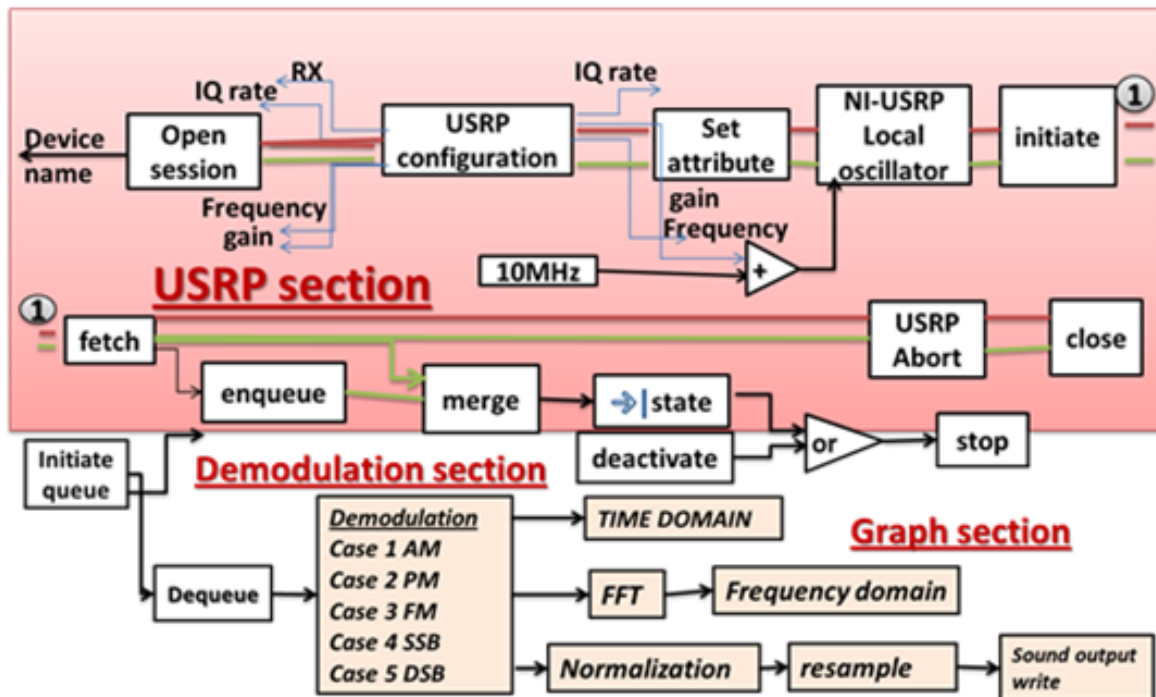 RX
IQ rate
IQ rate
1
Device
name
Open
session
USRP
configuration
Set
attribute
NI-USRP
Local
oscillator
initiate
Frequency
gain
gain
Frequency
10MHz
+
USRP section
1
fetch
USRP
Abort
close
enqueue
merge
state
or
stop
deactivate
Initiate
queue
Demodulation section
Demodulation
Case 1 AM
Case 2 PM
Case 3 FM
Case 4 SSB
Case 5 DSB
TIME DOMAIN
Graph section
Dequeue
FFT
Frequency domain
Normalization
resample
Sound output
write